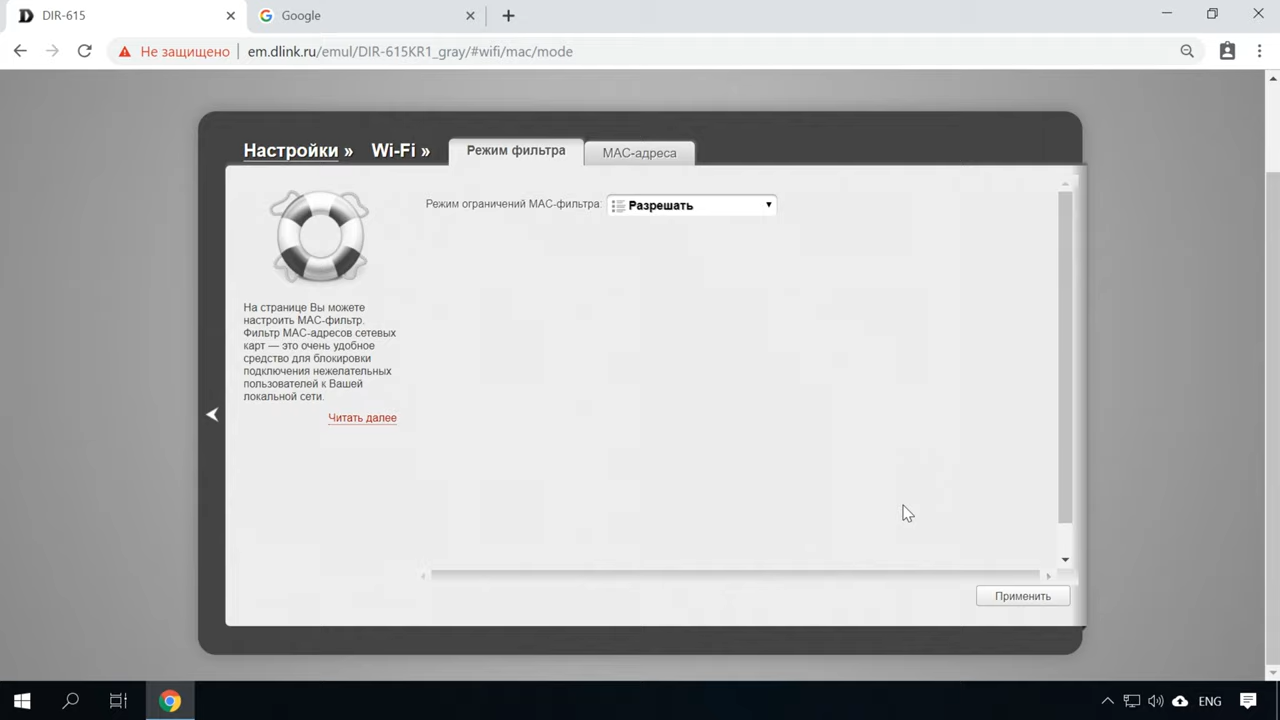 DIR-615
Google
Не защищено
em.dlink.ru/emul/DIR-615KR1_gray/#wifi/mac/mode
Настройки »
Wi-Fi »
Режим фильтра
MAC-адреса
Режим ограничений MAC-фильтра:
Разрешать
На странице Вы можете
настроить MAC-фильтр.
Фильтр MAC-адресов сетевых
карт — это очень удобное
средство для блокировки
подключения нежелательных
пользователей к Вашей
локальной сети.
Читать далее
Применить
ENG